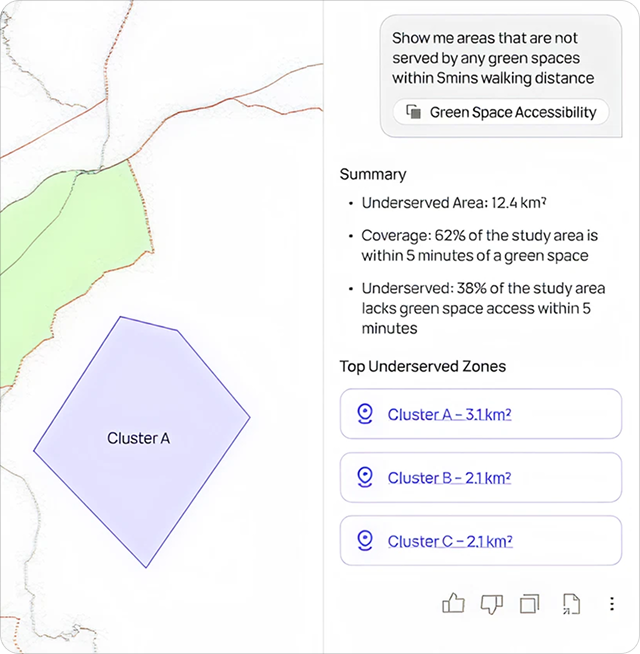 Show me areas that are not
served by any green spaces
within 5mins walking distance
Green Space Accessibility
Summary
• Underserved Area: 12.4 km²
• Coverage: 62% of the study area is
within 5 minutes of a green space
• Underserved: 38% of the study area
lacks green space access within 5
minutes
Top Underserved Zones
Cluster A – 3.1 km²
Cluster B – 2.1 km²
Cluster C – 2.1 km²
Cluster A